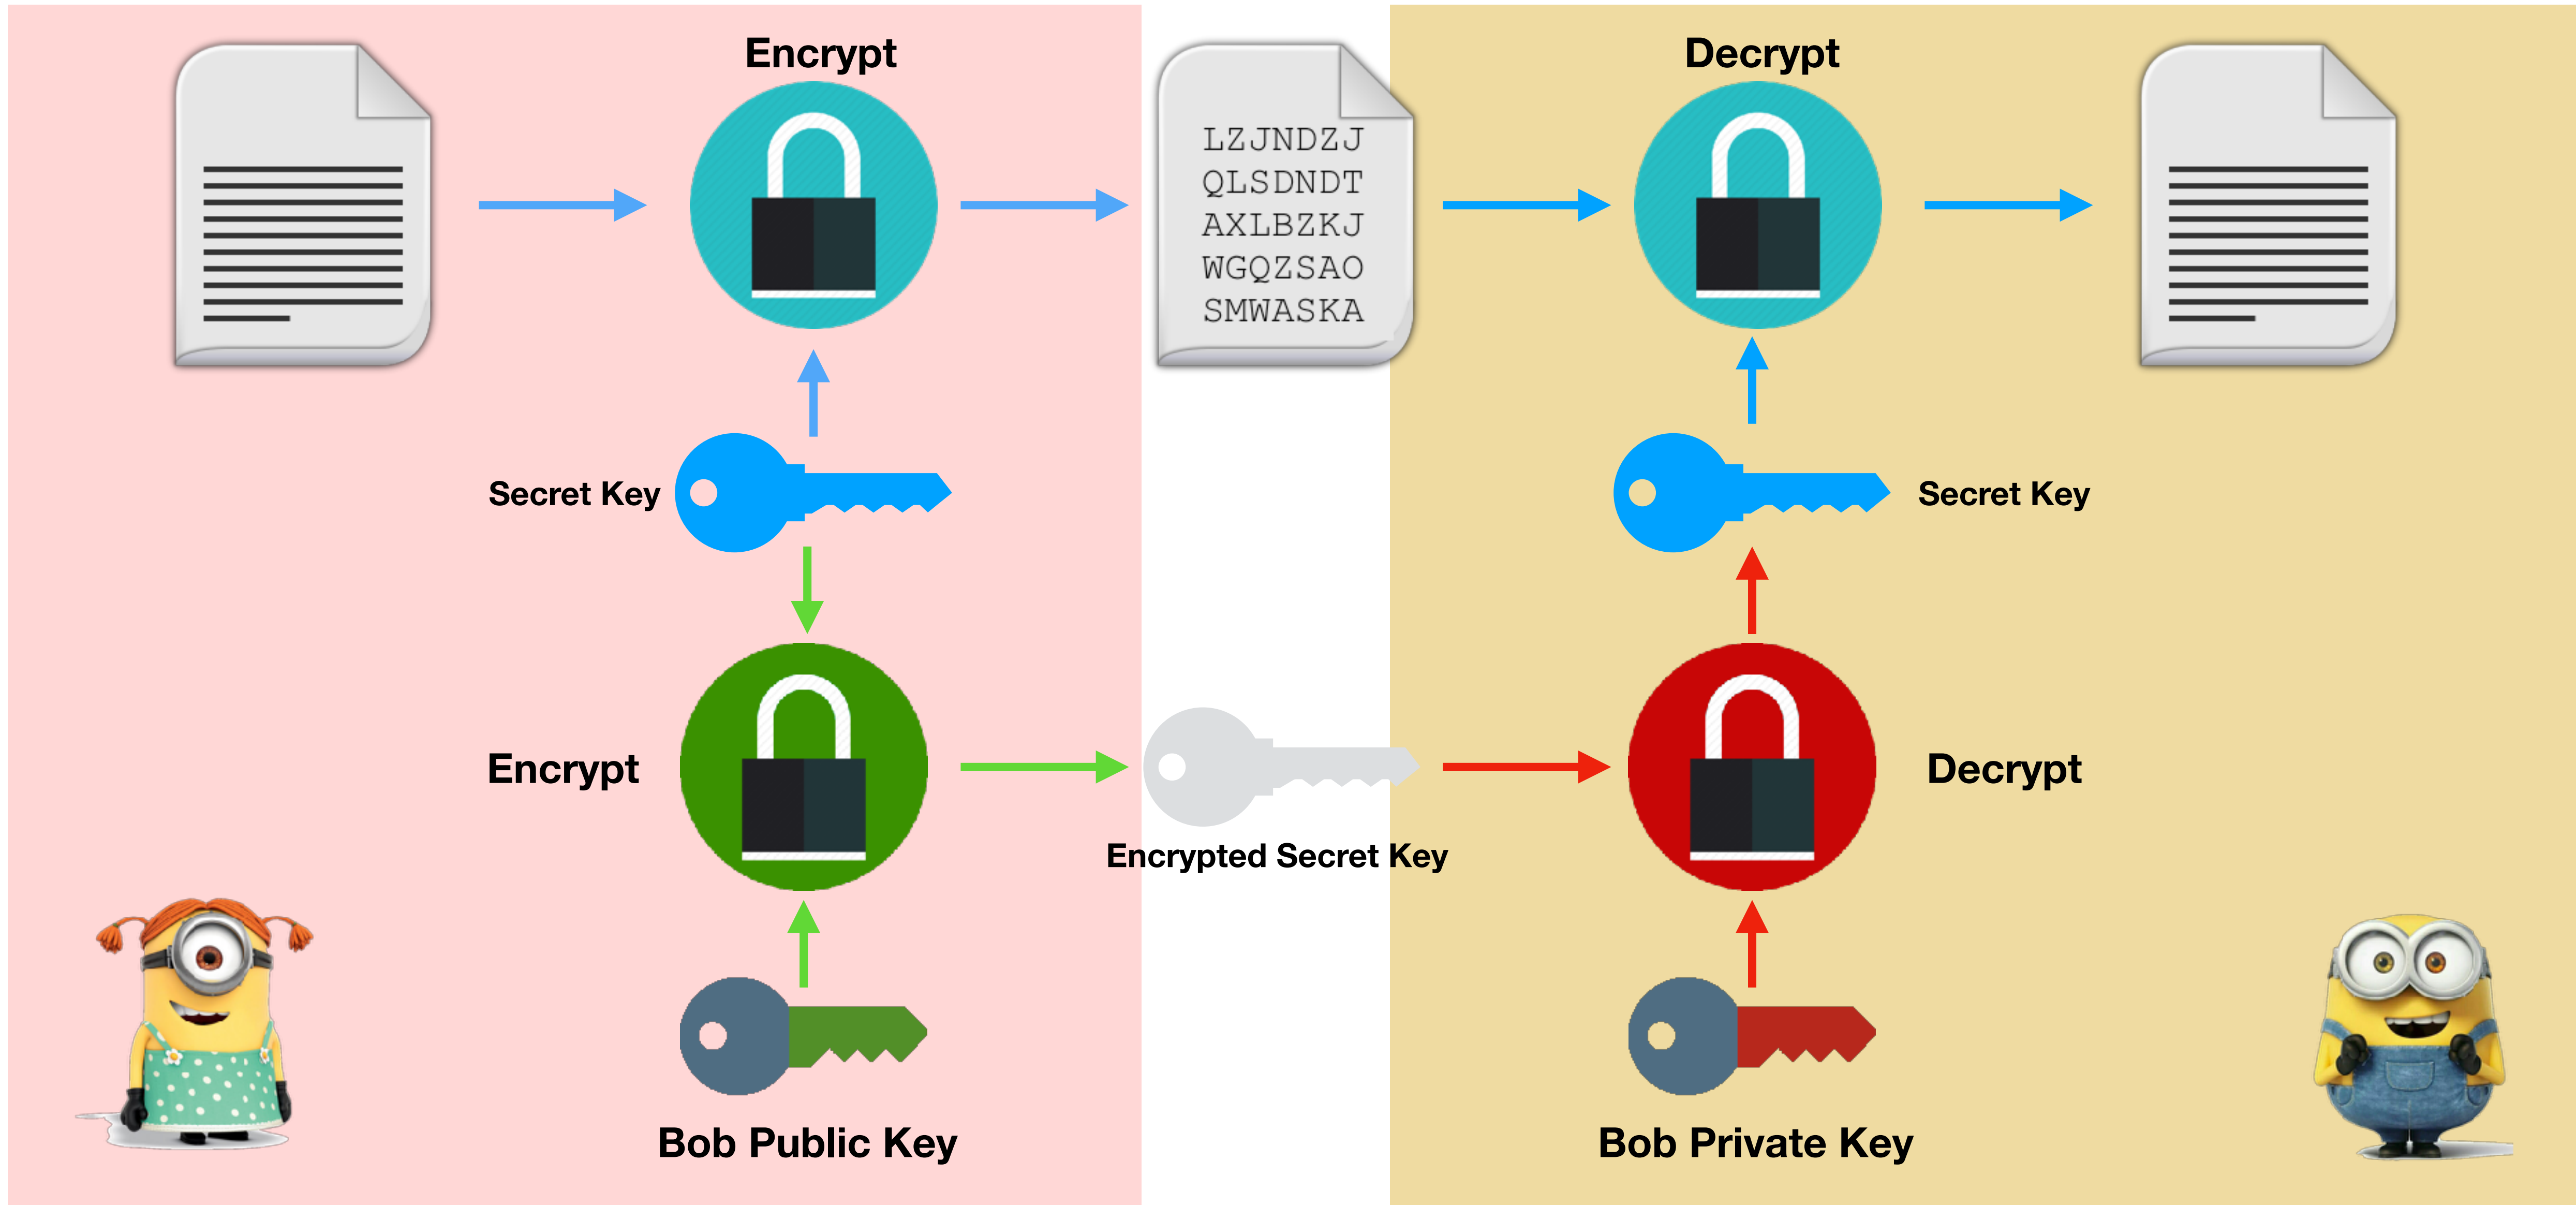 Encrypt
Decrypt
LZJNDZJ
QLSDNDT
AXLBZKJ
WGQZSAO
SMWASKA
Secret Key
Secret Key
Encrypt
Decrypt
Encrypted Secret Key
Bob Public Key
Bob Private Key